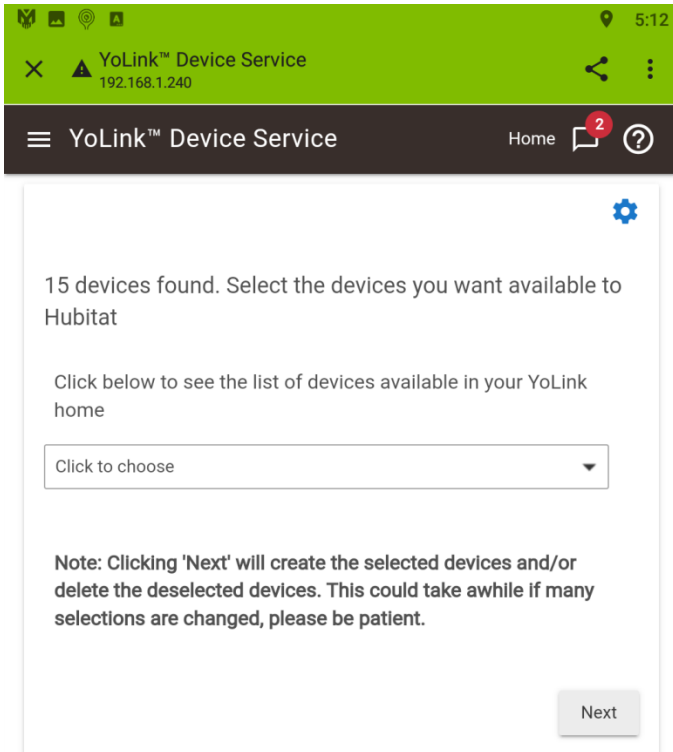 5:12
YoLink™ Device Service
192.168.1.240
YoLink™ Device Service
Home
2
15 devices found. Select the devices you want available to
Hubitat
Click below to see the list of devices available in your YoLink
home
Click to choose
Note: Clicking 'Next' will create the selected devices and/or
delete the deselected devices. This could take awhile if many
selections are changed, please be patient.
Next